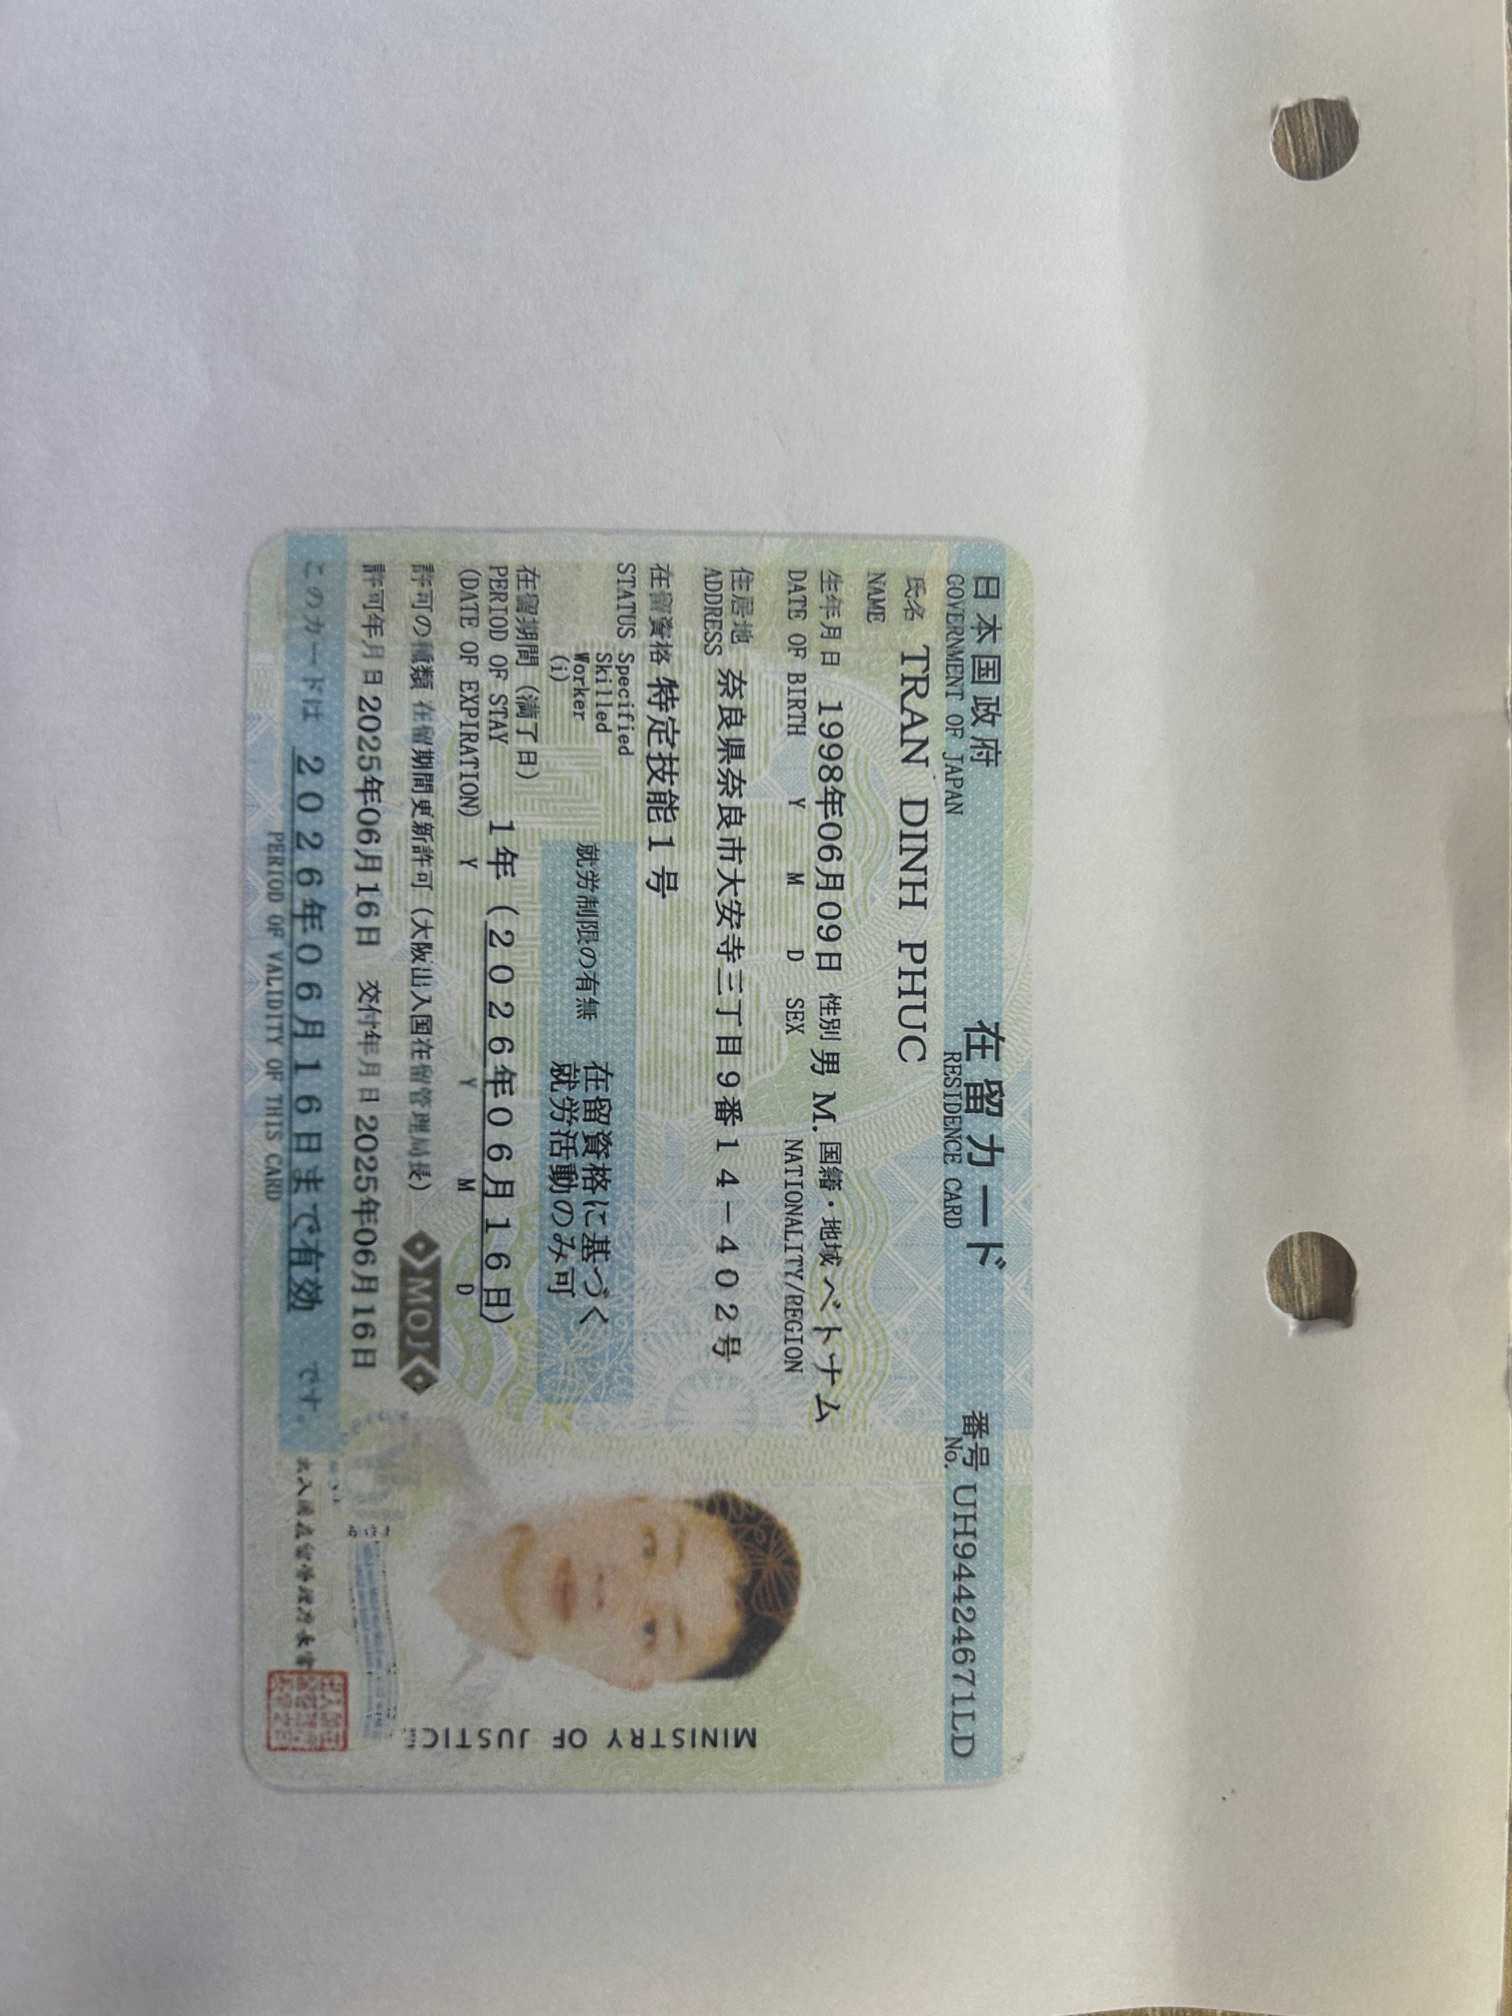 日本国政府 在留カード 番号 UH94424671LD
GOVERNMENT OF JAPAN RESIDENCE CARD No.
氏名 TRAN DINH PHUC
NAME
生年月日 1998年06月09日 性別 男 M. 国籍・地域 ベトナム
DATE OF BIRTH Y M D SEX NATIONALITY/REGION
住居地 奈良県奈良市大安寺三丁目9番14-402号
ADDRESS
在留資格 特定技能1号
STATUS Specified
Skilled
Worker
(i)
就労制限の有無 在留資格に基づく
就労活動のみ可
在留期間(満了日) 1年(2026年06月16日)
PERIOD OF STAY
(DATE OF EXPIRATION) Y Y M D
許可の種類 在留期間更新許可(大阪出入国在留管理局長)
MOJ
許可年月日 2025年06月16日 交付年月日 2025年06月16日
このカードは 2026年06月16日まで有効 です。
PERIOD OF VALIDITY OF THIS CARD
MINISTRY OF JUSTICE